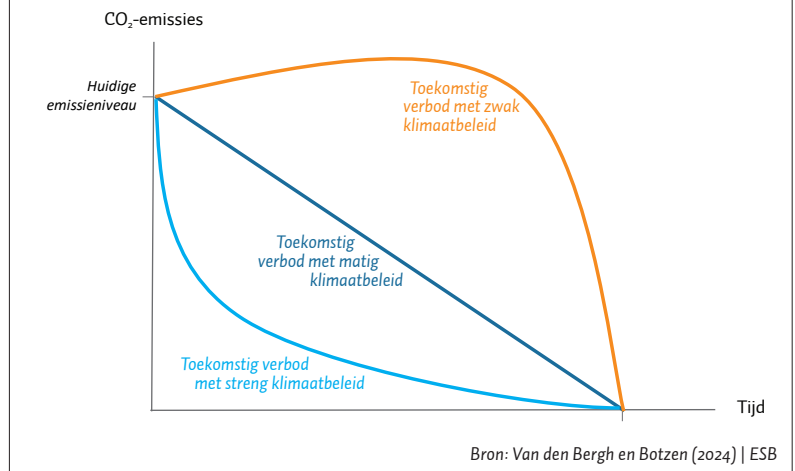 CO₂-emissies
Huidige
emissieniveau
Toekomstig
verbod met zwak
klimaatbeleid
Toekomstig
verbod met matig
klimaatbeleid
Toekomstig verbod
met streng klimaatbeleid
Tijd
Bron: Van den Bergh en Botzen (2024) | ESB